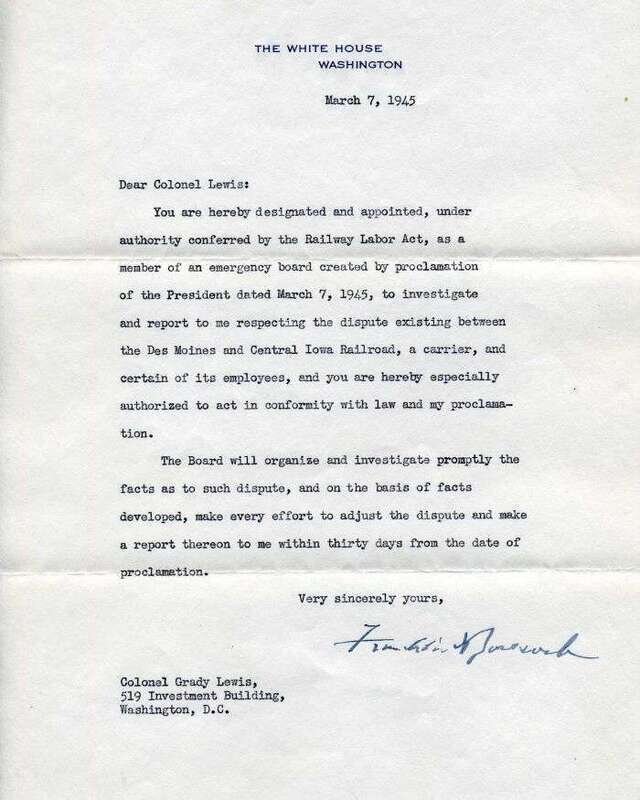 THE WHITE HOUSE
WASHINGTON
March 7, 1945
Dear Colonel Lewis:
You are hereby designated and appointed, under
authority conferred by the Railway Labor Act, as a
member of an emergency board created by proclamation
of the President dated March 7, 1945, to investigate
and report to me respecting the dispute existing between
the Des Moines and Central Iowa Railroad, a carrier, and
certain of its employees, and you are hereby especially
authorized to act in conformity with law and my proclama-
tion.
The Board will organize and investigate promptly the
facts as to such dispute, and on the basis of facts
developed, make every effort to adjust the dispute and make
a report thereon to me within thirty days from the date of
proclamation.
Very sincerely yours,
Franklin D Roosevelt
Colonel Grady Lewis,
519 Investment Building,
Washington, D.C.